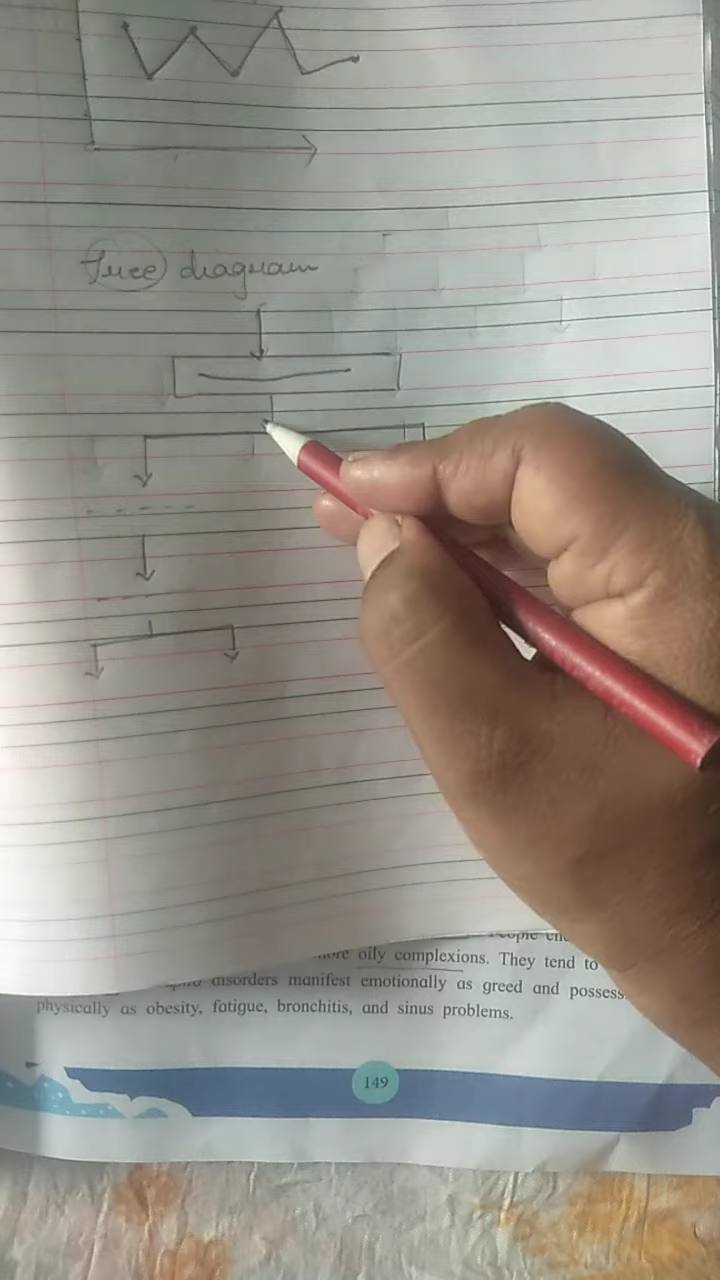 Tree diagram
more oily complexions. They tend to
disorders manifest emotionally as greed and
physically as obesity, fatigue, bronchitis, and sinus problems.
149